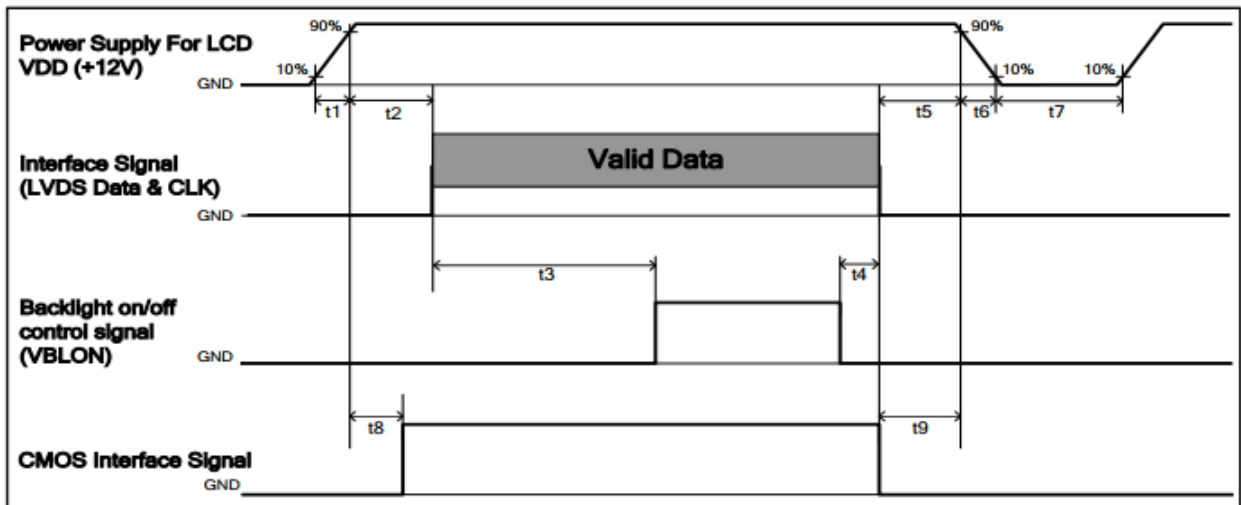 Power Supply For LCD
VDD (+12V)
90%
90%
10%
10%
10%
GND
t1
t2
t5
t6
t7
Interface Signal
(LVDS Data & CLK)
Valid Data
GND
t3
t4
Backlight on/off
control signal
(VBLON)
GND
t8
t9
CMOS Interface Signal
GND